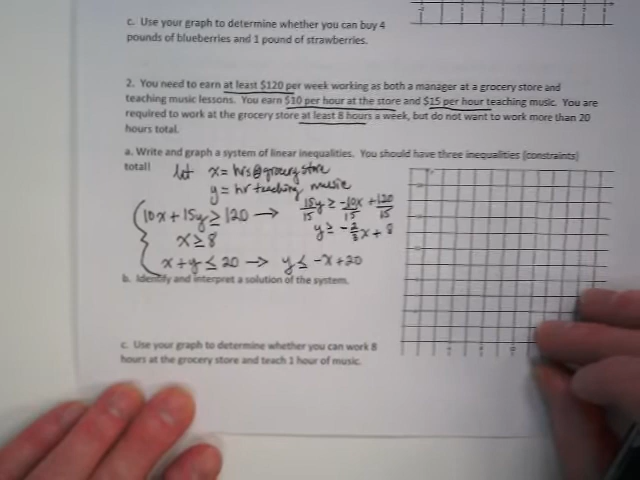 c. Use your graph to determine whether you can buy 4
pounds of blueberries and 1 pound of strawberries.
2. You need to earn at least $120 per week working as both a manager at a grocery store and
teaching music lessons. You earn $10 per hour at the store and $15 per hour teaching music. You are
required to work at the grocery store at least 8 hours a week, but do not want to work more than 20
hours total.
a. Write and graph a system of linear inequalities. You should have three inequalities (constraints)
total!
let x = hrs @ grocery store
y = hr teaching music
10x + 15y ≥ 120 → 15y/15 ≥ -10x/15 + 120/15
y ≥ -2/3x + 8
x ≥ 8
x + y ≤ 20 → y ≤ -x + 20
b. Identify and interpret a solution of the system.
c. Use your graph to determine whether you can work 8
hours at the grocery store and teach 1 hour of music.